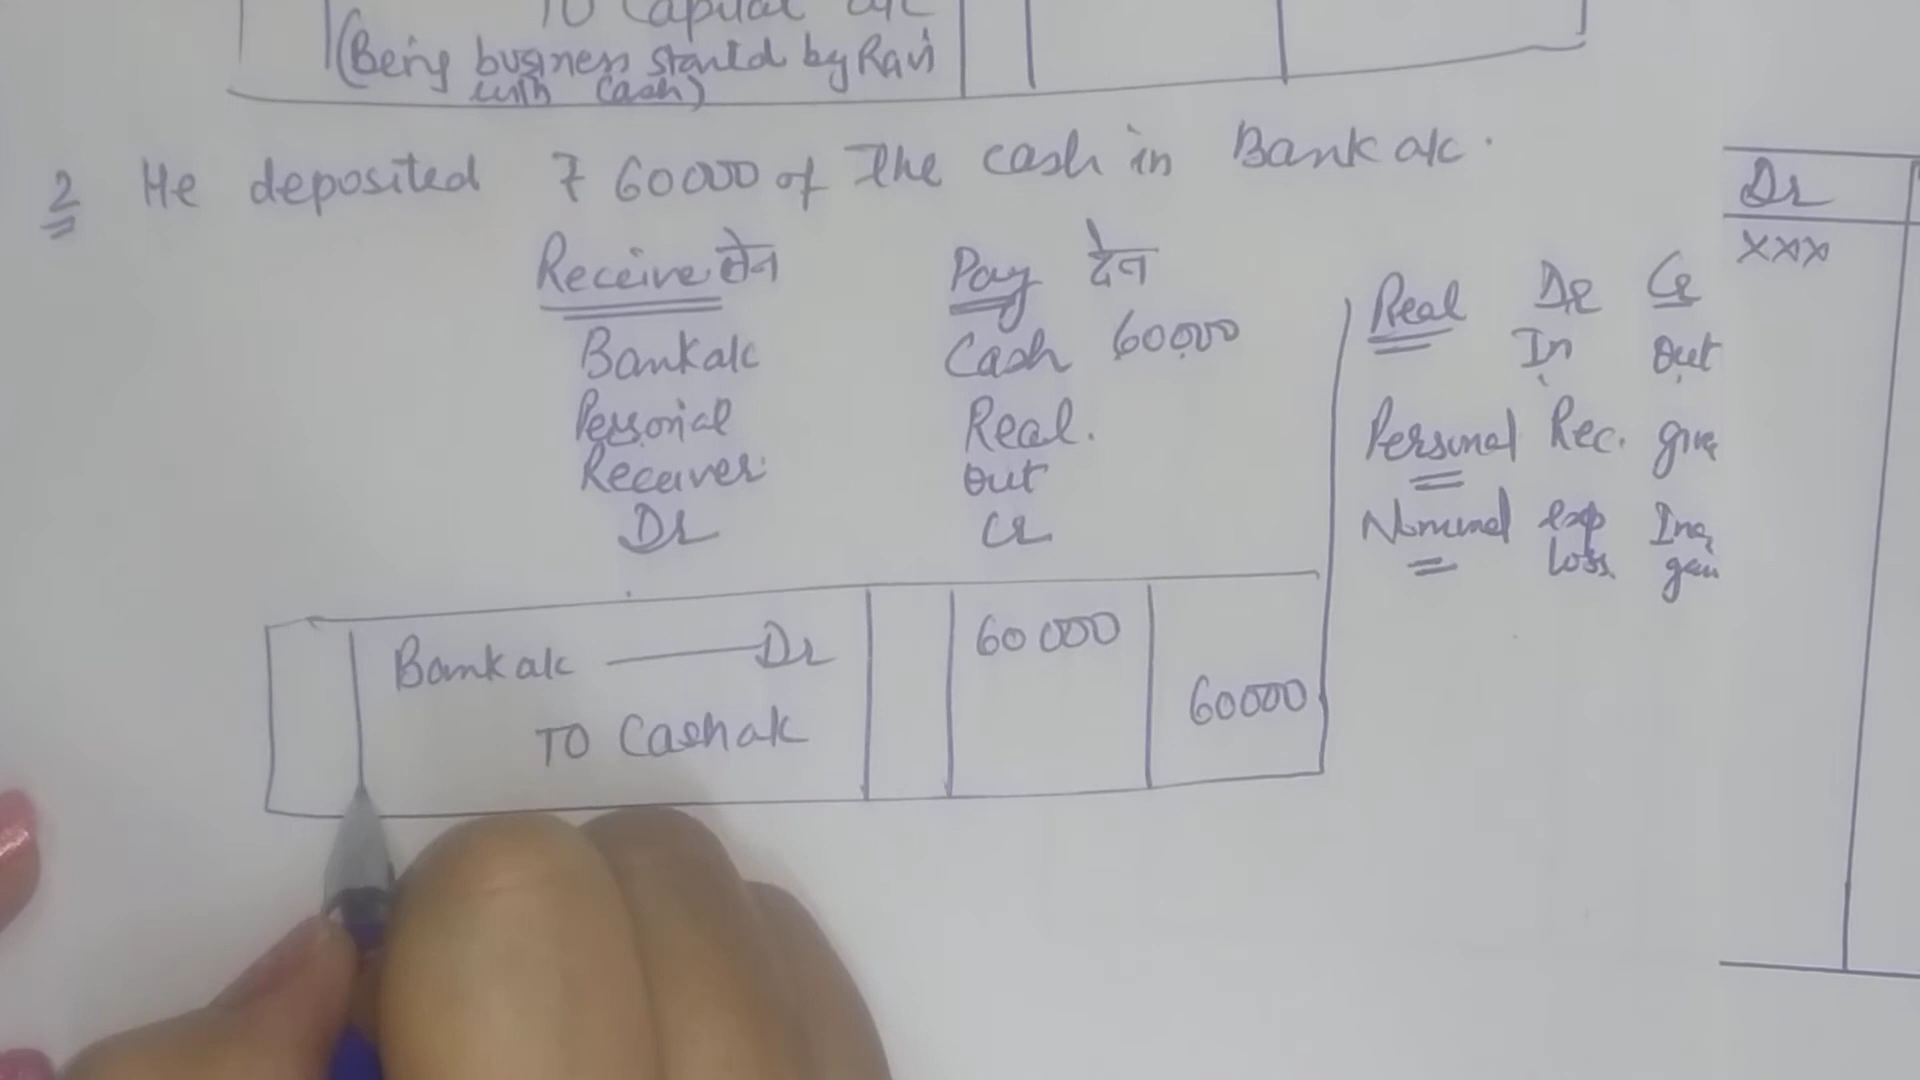 To Capital a/c
(Being business started by Ravi
with Cash)
2 He deposited ₹ 60000 of The cash in Bank a/c.
Receive लेन Pay देन
Bank a/c Cash 60000
Personal Real.
Receiver Out
Dr Cr
Bank a/c Dr 60000
TO Cash a/c 60000
Real Dr Cr
In Out
Personal Rec. give
Nominal exp Inc
Loss gain
Dr
xxx